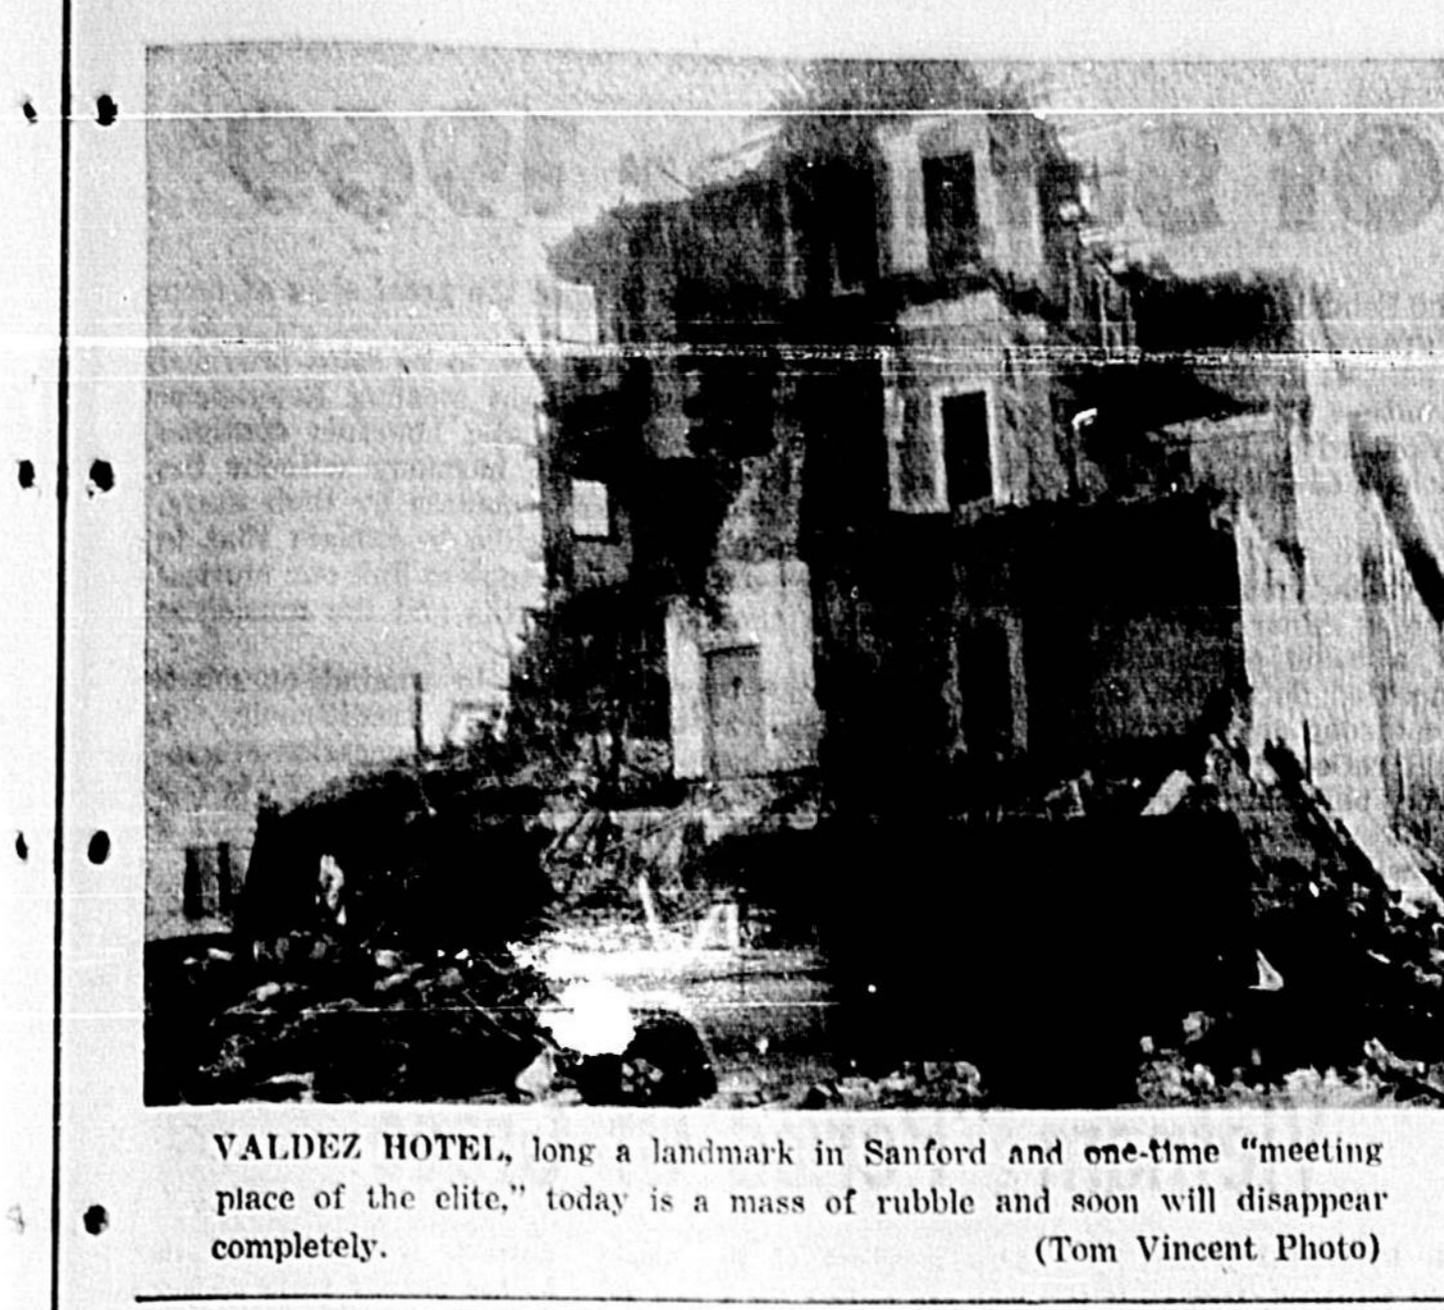 VALDEZ HOTEL, long a landmark in Sanford and one-time “meeting
place of the elite,” today is a mass of rubble and soon will disappear
completely. (Tom Vincent Photo)